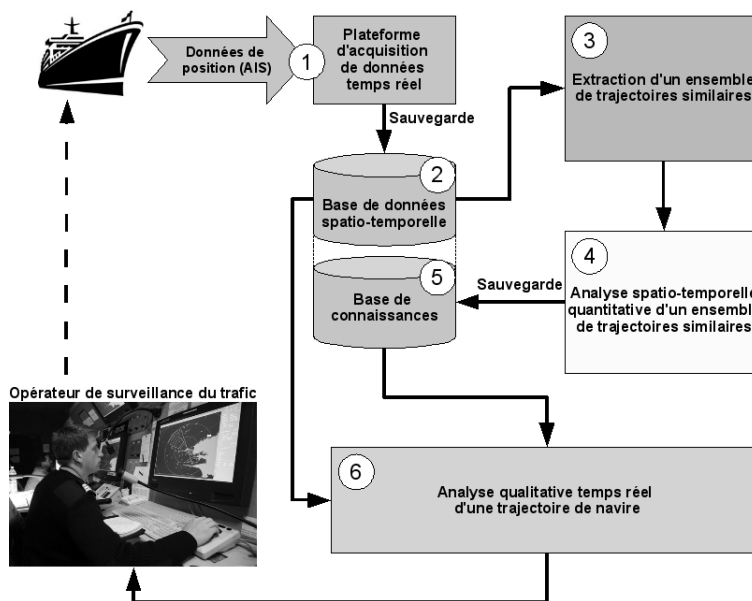 Données de
position (AIS)
1
Plateforme
d'acquisition
de données
temps réel
Sauvegarde
2
Base de données
spatio-temporelle
3
Extraction d'un ensemble
de trajectoires similaires
4
Analyse spatio-temporelle
quantitative d'un ensemble
de trajectoires similaires
Sauvegarde
5
Base de
connaissances
6
Analyse qualitative temps réel
d'une trajectoire de navire
Opérateur de surveillance du trafic